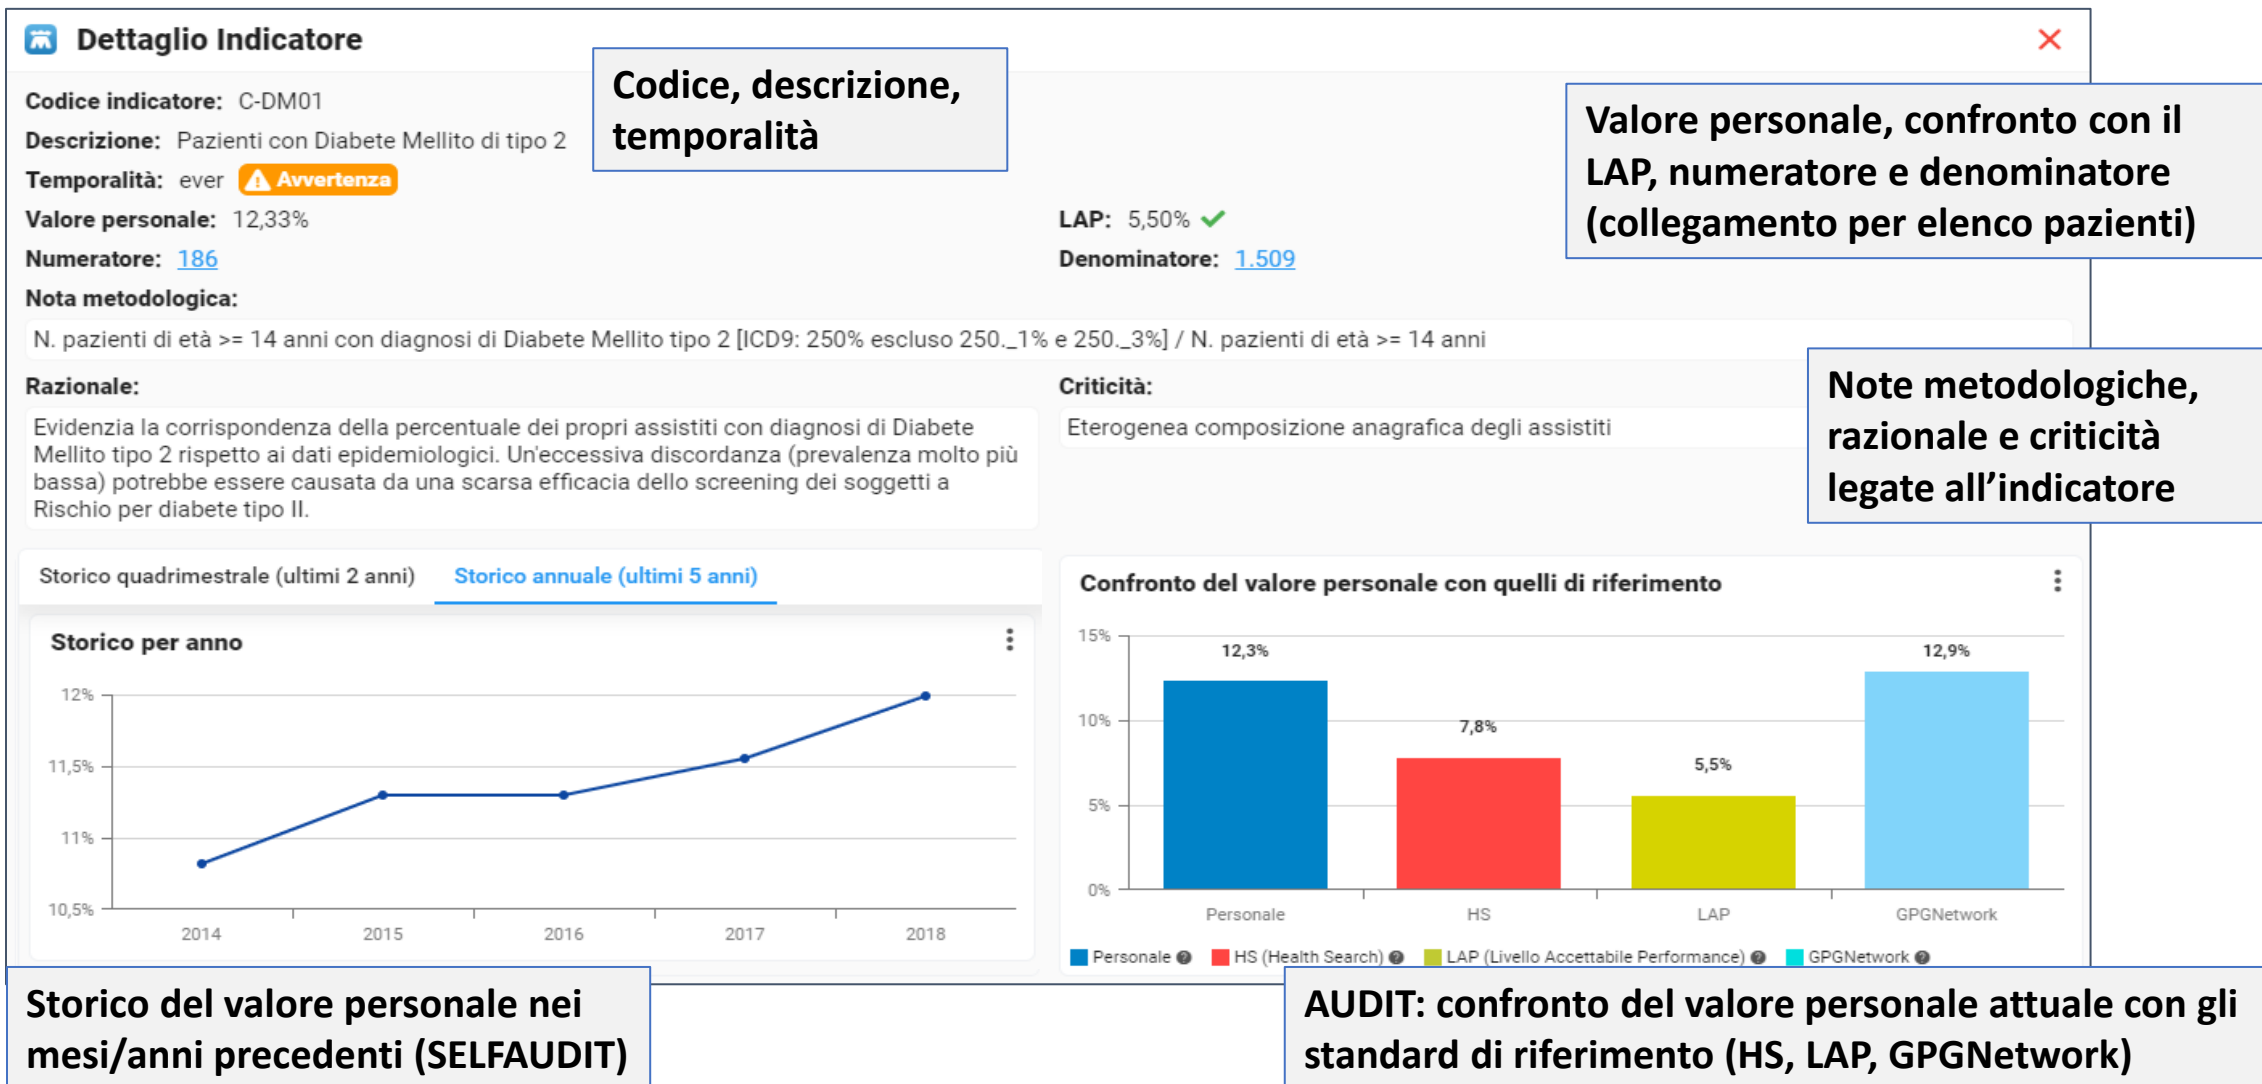 Dettaglio Indicatore
Codice, descrizione,
temporalità
Codice indicatore: C-DM01
Descrizione: Pazienti con Diabete Mellito di tipo 2
Temporalità: ever Avvertenza
Valore personale: 12,33%
LAP: 5,50%
Numeratore: 186
Denominatore: 1.509
Valore personale, confronto con il
LAP, numeratore e denominatore
(collegamento per elenco pazienti)
Nota metodologica:
N. pazienti di età >= 14 anni con diagnosi di Diabete Mellito tipo 2 [ICD9: 250% escluso 250._1% e 250._3%] / N. pazienti di età >= 14 anni
Razionale:
Evidenzia la corrispondenza della percentuale dei propri assistiti con diagnosi di Diabete
Mellito tipo 2 rispetto ai dati epidemiologici. Un'eccessiva discordanza (prevalenza molto più
bassa) potrebbe essere causata da una scarsa efficacia dello screening dei soggetti a
Rischio per diabete tipo II.
Criticità:
Eterogenea composizione anagrafica degli assistiti
Note metodologiche,
razionale e criticità
legate all’indicatore
Storico quadrimestrale (ultimi 2 anni) Storico annuale (ultimi 5 anni)
Storico per anno
12%
11,5%
11%
10,5%
2014 2015 2016 2017 2018
Confronto del valore personale con quelli di riferimento
15%
10%
5%
0%
12,3%
7,8%
5,5%
12,9%
Personale HS LAP GPGNetwork
Personale HS (Health Search) LAP (Livello Accettabile Performance) GPGNetwork
Storico del valore personale nei
mesi/anni precedenti (SELFAUDIT)
AUDIT: confronto del valore personale attuale con gli
standard di riferimento (HS, LAP, GPGNetwork)